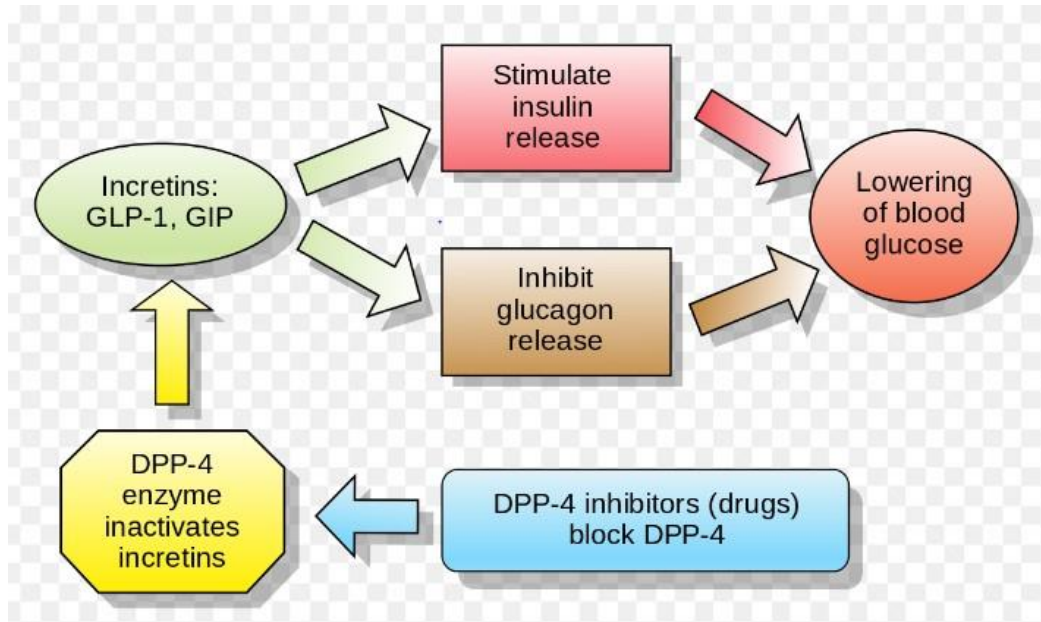 Stimulate
insulin
release
Incretins:
GLP-1, GIP
Lowering
of blood
glucose
Inhibit
glucagon
release
DPP-4
enzyme
inactivates
incretins
DPP-4 inhibitors (drugs)
block DPP-4